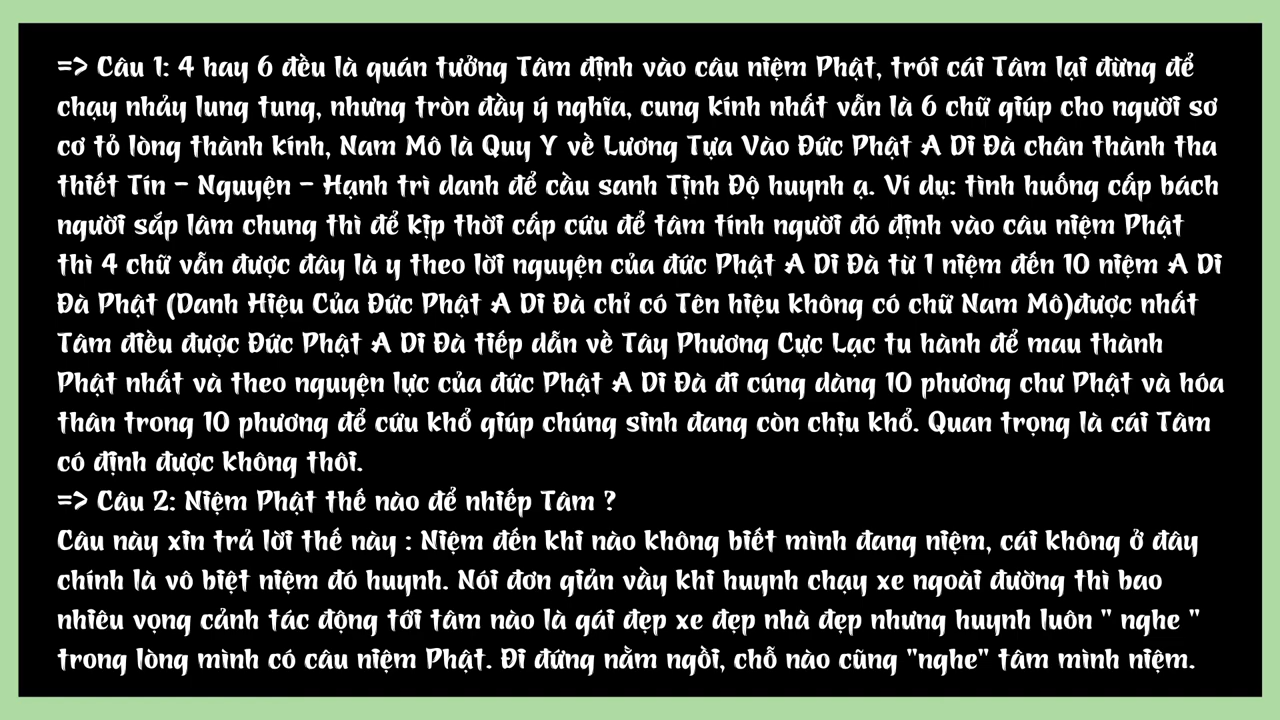 => Câu 1: 4 hay 6 đều là quán tưởng Tâm định vào câu niệm Phật, trói cái Tâm lại đừng để
chạy nhảy lung tung, nhưng tròn đầy ý nghĩa, cung kính nhất vẫn là 6 chữ giúp cho người sơ
cơ tỏ lòng thành kính, Nam Mô là Quy Y về Lương Tựa Vào Đức Phật A Di Đà chân thành tha
thiết Tín – Nguyện – Hạnh trì danh để cầu sanh Tịnh Độ huynh ạ. Ví dụ: tình huống cấp bách
người sắp lâm chung thì để kịp thời cấp cứu để tâm tính người đó định vào câu niệm Phật
thì 4 chữ vẫn được đây là y theo lời nguyện của đức Phật A Di Đà từ 1 niệm đến 10 niệm A Di
Đà Phật (Danh Hiệu Của Đức Phật A Di Đà chỉ có Tên hiệu không có chữ Nam Mô)được nhất
Tâm điều được Đức Phật A Di Đà tiếp dẫn về Tây Phương Cực Lạc tu hành để mau thành
Phật nhất và theo nguyện lực của đức Phật A Di Đà đi cúng dàng 10 phương chư Phật và hóa
thân trong 10 phương để cứu khổ giúp chúng sinh đang còn chịu khổ. Quan trọng là cái Tâm
có định được không thôi.
=> Câu 2: Niệm Phật thế nào để nhiếp Tâm ?
Câu này xin trả lời thế này : Niệm đến khi nào không biết mình đang niệm, cái không ở đây
chính là vô biệt niệm đó huynh. Nói đơn giản vầy khi huynh chạy xe ngoài đường thì bao
nhiêu vọng cảnh tác động tới tâm nào là gái đẹp xe đẹp nhà đẹp nhưng huynh luôn " nghe "
trong lòng mình có câu niệm Phật. Đi đứng nằm ngồi, chỗ nào cũng "nghe" tâm mình niệm.